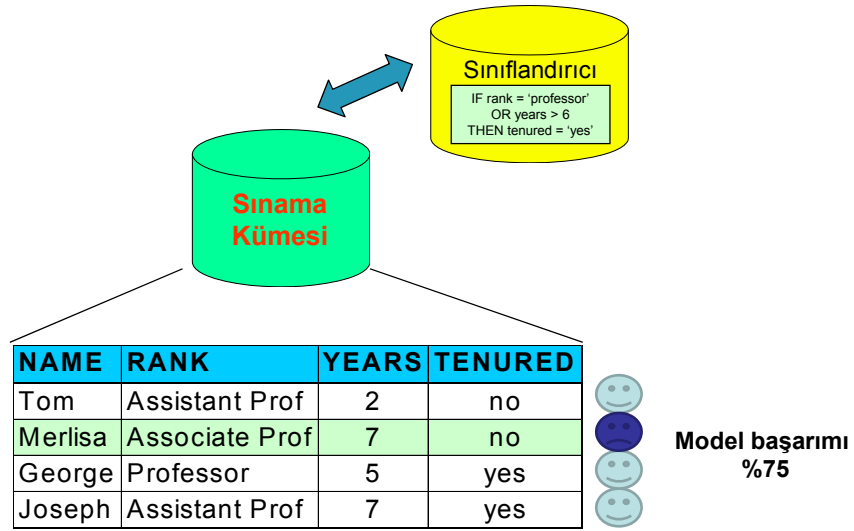 Sınıflandırıcı
IF rank = ‘professor’
OR years > 6
THEN tenured = ‘yes’
Sınama
Kümesi
NAME RANK YEARS TENURED
Tom Assistant Prof 2 no
Merlisa Associate Prof 7 no
George Professor 5 yes
Joseph Assistant Prof 7 yes
Model başarımı
%75